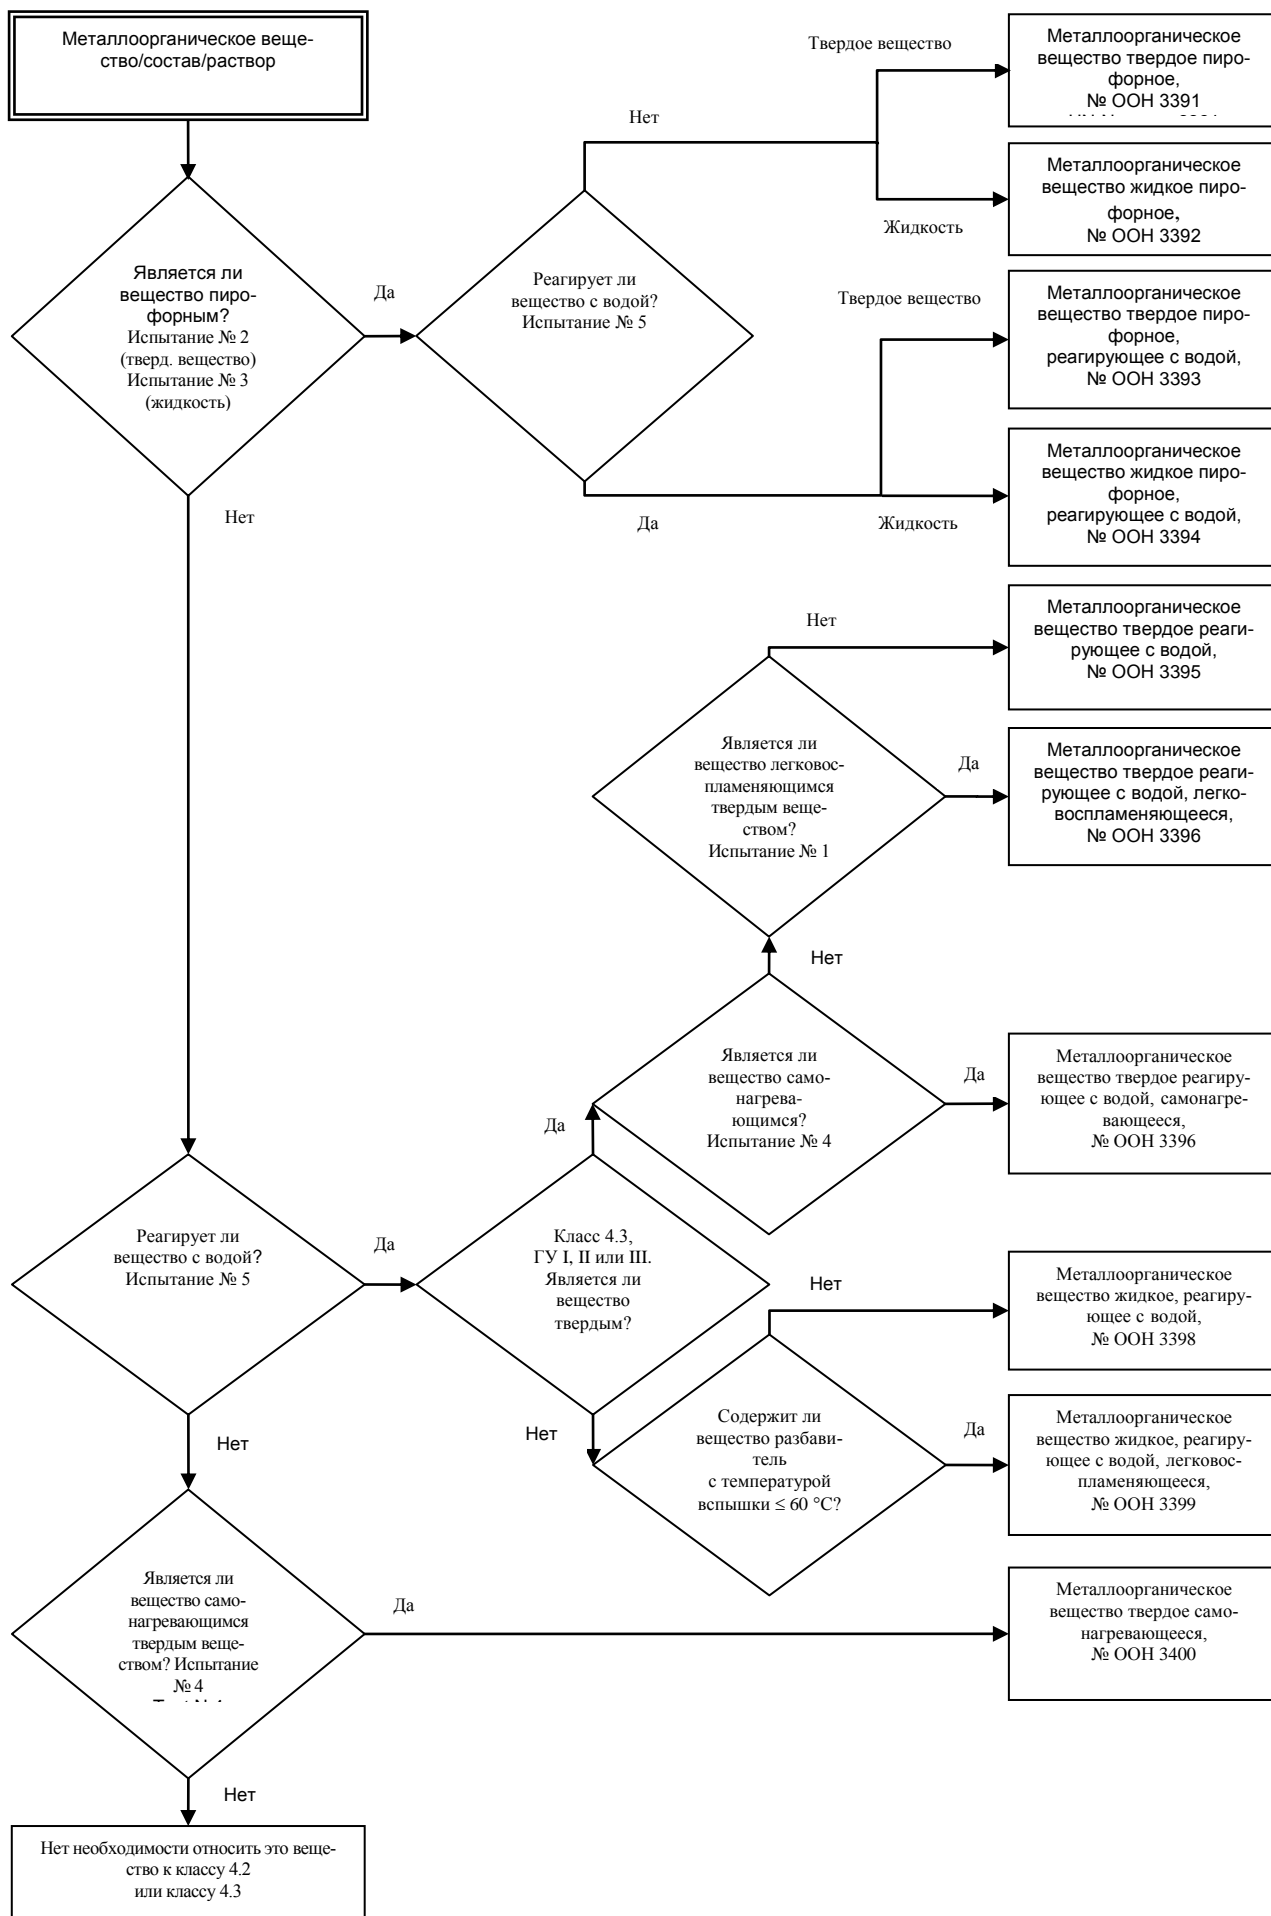 Металлоорганическое веще-
ство/состав/раствор
Твердое вещество
Металлоорганическое
вещество твердое пиро-
форное,
№ ООН 3391
Нет
Металлоорганическое
вещество жидкое пиро-
форное,
№ ООН 3392
Жидкость
Является ли
вещество пиро-
форным?
Испытание № 2
(тверд. вещество)
Испытание № 3
(жидкость)
Да
Реагирует ли
вещество с водой?
Испытание № 5
Твердое вещество
Металлоорганическое
вещество твердое пиро-
форное,
реагирующее с водой,
№ ООН 3393
Металлоорганическое
вещество жидкое пиро-
форное,
реагирующее с водой,
№ ООН 3394
Нет
Да
Жидкость
Нет
Металлоорганическое
вещество твердое реаги-
рующее с водой,
№ ООН 3395
Является ли
вещество легковос-
пламеняющимся
твердым веще-
ством?
Испытание № 1
Да
Металлоорганическое
вещество твердое реаги-
рующее с водой, легко-
воспламеняющееся,
№ ООН 3396
Нет
Является ли
вещество само-
нагрева-
ющимся?
Испытание № 4
Да
Металлоорганическое
вещество твердое реагиру-
ющее с водой, самонагре-
вающееся,
№ ООН 3396
Да
Реагирует ли
вещество с водой?
Испытание № 5
Да
Класс 4.3,
ГУ I, II или III.
Является ли
вещество
твердым?
Нет
Металлоорганическое
вещество жидкое, реагиру-
ющее с водой,
№ ООН 3398
Нет
Нет
Содержит ли
вещество разбави-
тель
с температурой
вспышки ≤ 60 °C?
Да
Металлоорганическое
вещество жидкое, реагиру-
ющее с водой, легковос-
пламеняющееся,
№ ООН 3399
Является ли
вещество само-
нагревающимся
твердым веще-
ством? Испытание
№ 4
Да
Металлоорганическое
вещество твердое само-
нагревающееся,
№ ООН 3400
Нет
Нет необходимости относить это веще-
ство к классу 4.2
или классу 4.3